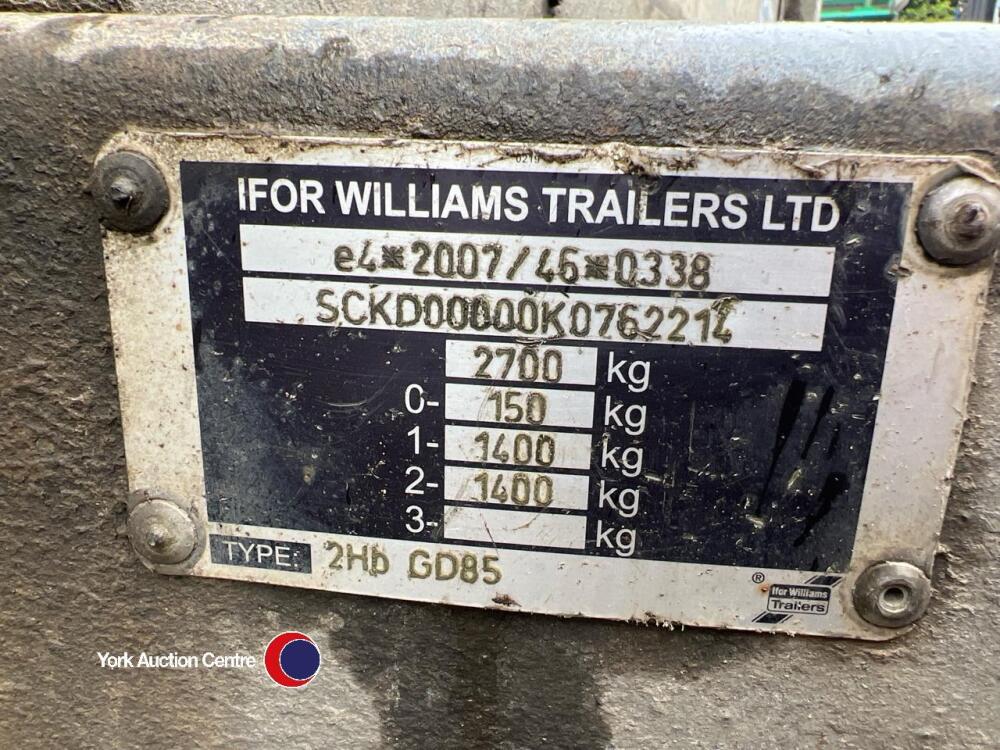 0219
IFOR WILLIAMS TRAILERS LTD
e4*2007/46*0338
SCKD00000K0762214
2700 kg
0- 150 kg
1- 1400 kg
2- 1400 kg
3- kg
TYPE: 2Hb GD85
®
Ifor Williams
Trailers
York Auction Centre